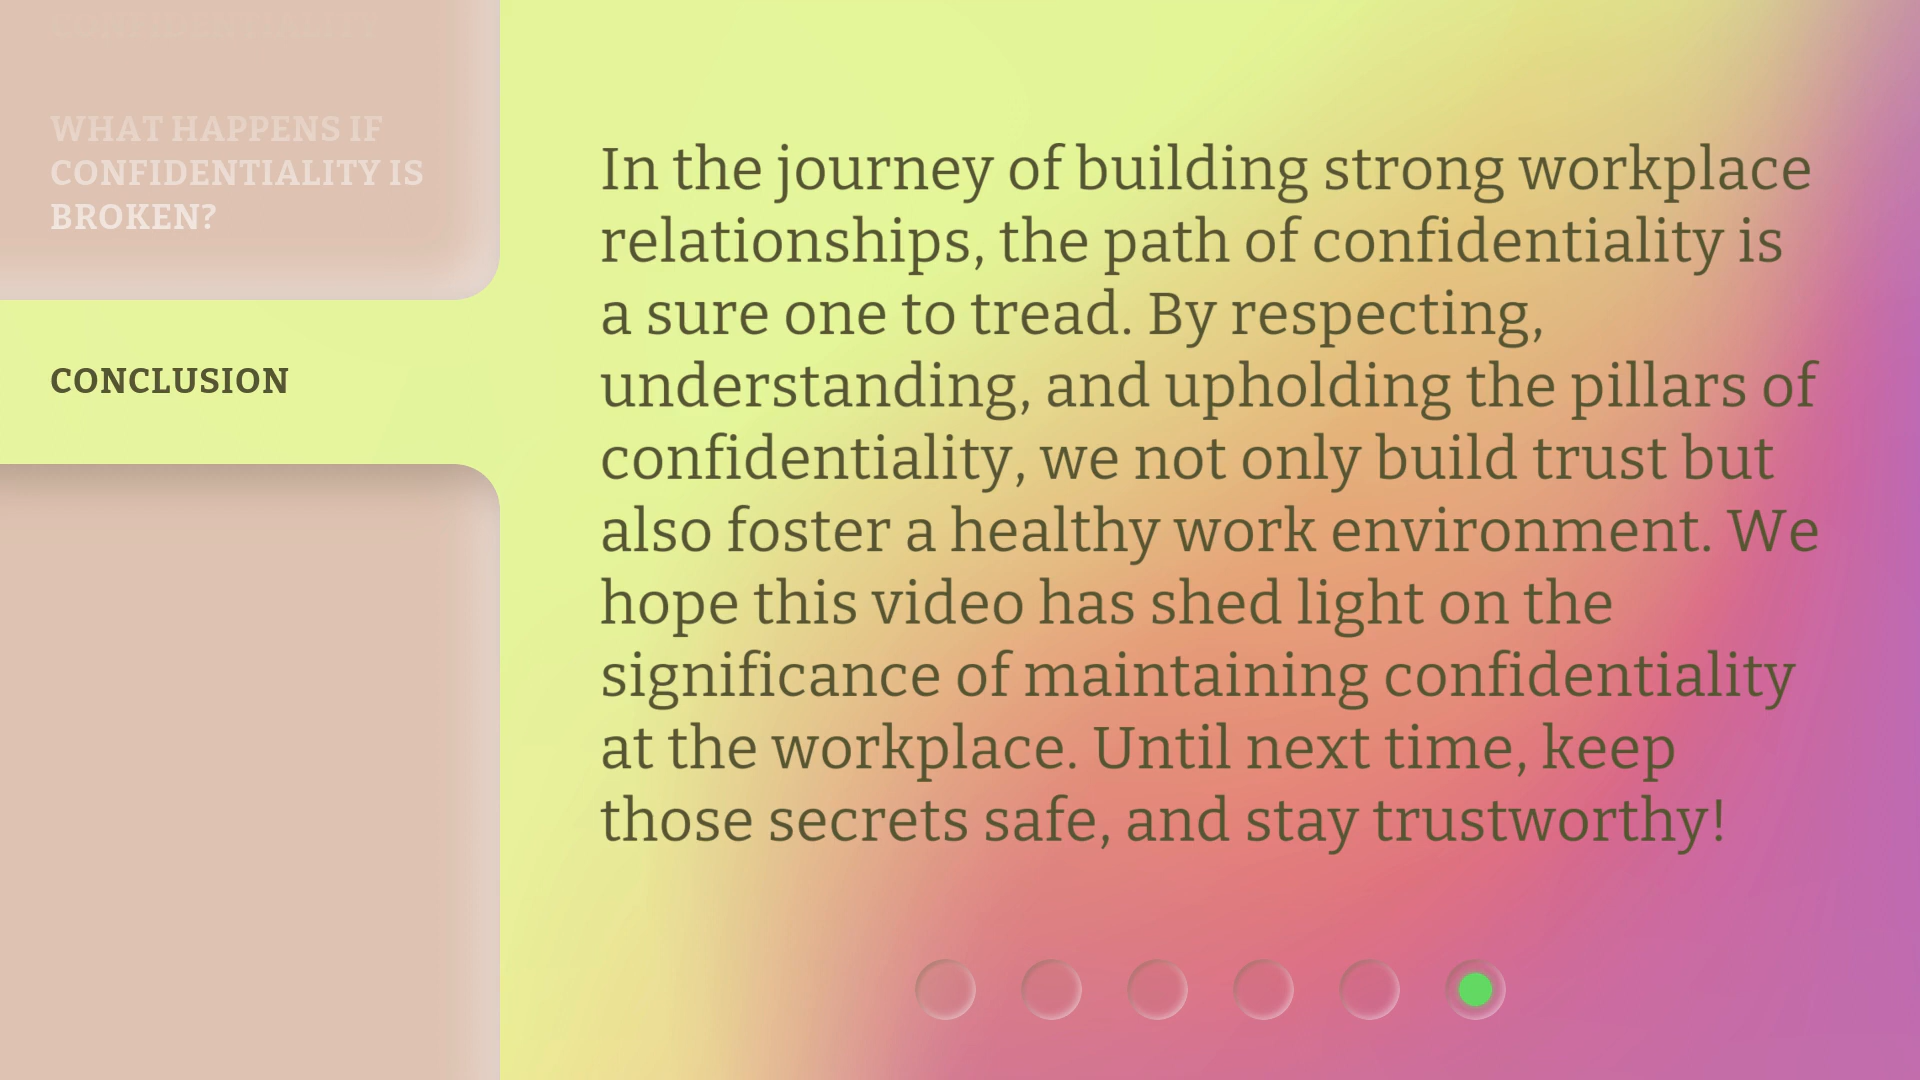 WHAT HAPPENS IF
CONFIDENTIALITY IS
BROKEN?
CONCLUSION
In the journey of building strong workplace
relationships, the path of confidentiality is
a sure one to tread. By respecting,
understanding, and upholding the pillars of
confidentiality, we not only build trust but
also foster a healthy work environment. We
hope this video has shed light on the
significance of maintaining confidentiality
at the workplace. Until next time, keep
those secrets safe, and stay trustworthy!